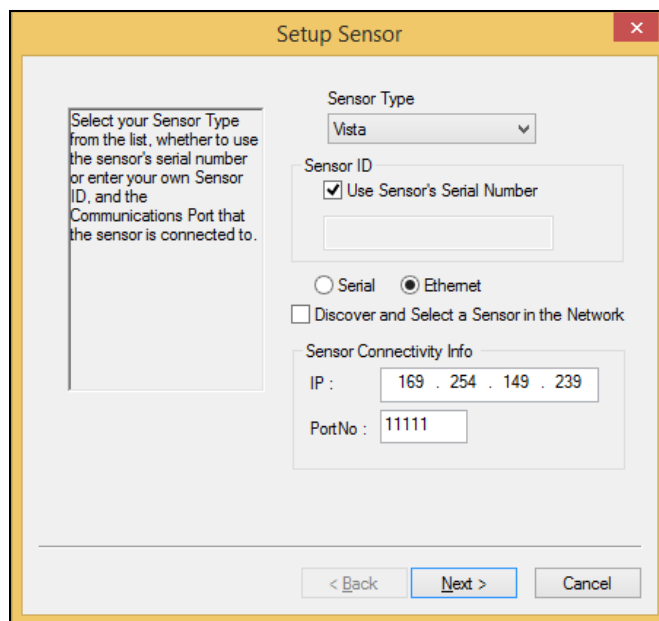 Setup Sensor
Select your Sensor Type
from the list, whether to use
the sensor's serial number
or enter your own Sensor
ID, and the
Communications Port that
the sensor is connected to.
Sensor Type
Vista
Sensor ID
Use Sensor's Serial Number
Serial Ethernet
Discover and Select a Sensor in the Network
Sensor Connectivity Info
IP : 169 . 254 . 149 . 239
PortNo : 11111
< Back Next > Cancel